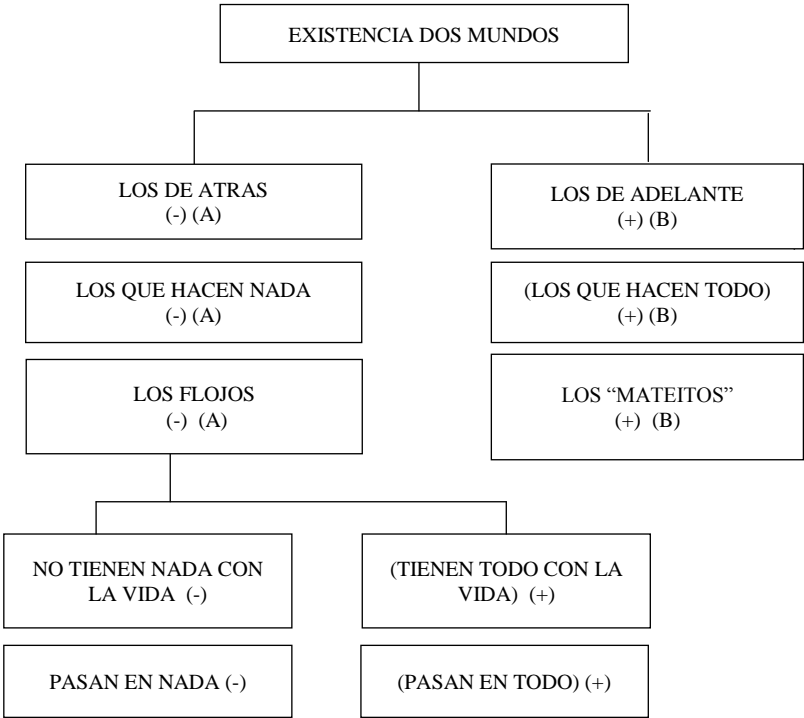 EXISTENCIA DOS MUNDOS
LOS DE ATRAS
(-) (A)
LOS DE ADELANTE
(+) (B)
LOS QUE HACEN NADA
(-) (A)
(LOS QUE HACEN TODO)
(+) (B)
LOS FLOJOS
(-) (A)
LOS “MATEITOS”
(+) (B)
NO TIENEN NADA CON
LA VIDA (-)
(TIENEN TODO CON LA
VIDA) (+)
PASAN EN NADA (-)
(PASAN EN TODO) (+)